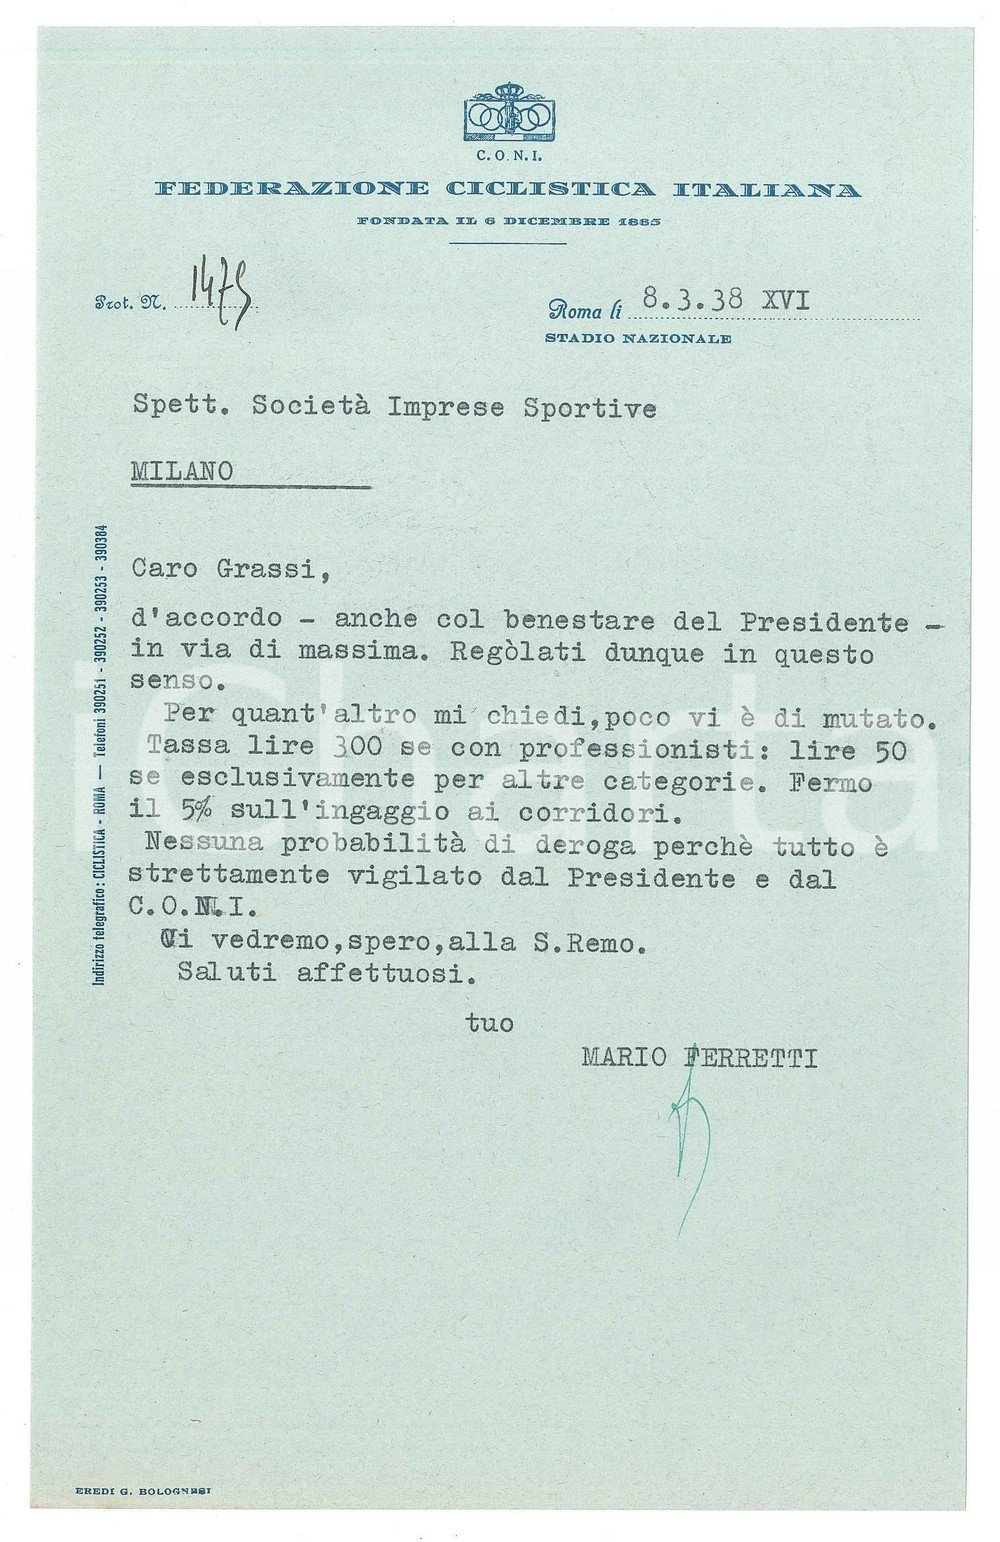 C. O. N. I.
FEDERAZIONE CICLISTICA ITALIANA
FONDATA IL 6 DICEMBRE 1885
Prot. N. 1475
Roma li 8.3.38 XVI
STADIO NAZIONALE
Spett. Società Imprese Sportive
MILANO
Indirizzo telegrafico: CICLISTICA - ROMA — Telefoni 390251 - 390252 - 390253 - 390384
Caro Grassi,
d'accordo - anche col benestare del Presidente -
in via di massima. Regòlati dunque in questo
senso.
Per quant'altro mi chiedi,poco vi è di mutato.
Tassa lire 300 se con professionisti: lire 50
se esclusivamente per altre categorie. Fermo
il 5% sull'ingaggio ai corridori.
Nessuna probabilità di deroga perchè tutto è
strettamente vigilato dal Presidente e dal
C.O.N.I.
Ci vedremo,spero,alla S.Remo.
Saluti affettuosi.
tuo
MARIO FERRETTI
EREDI G. BOLOGNESI
iCharta